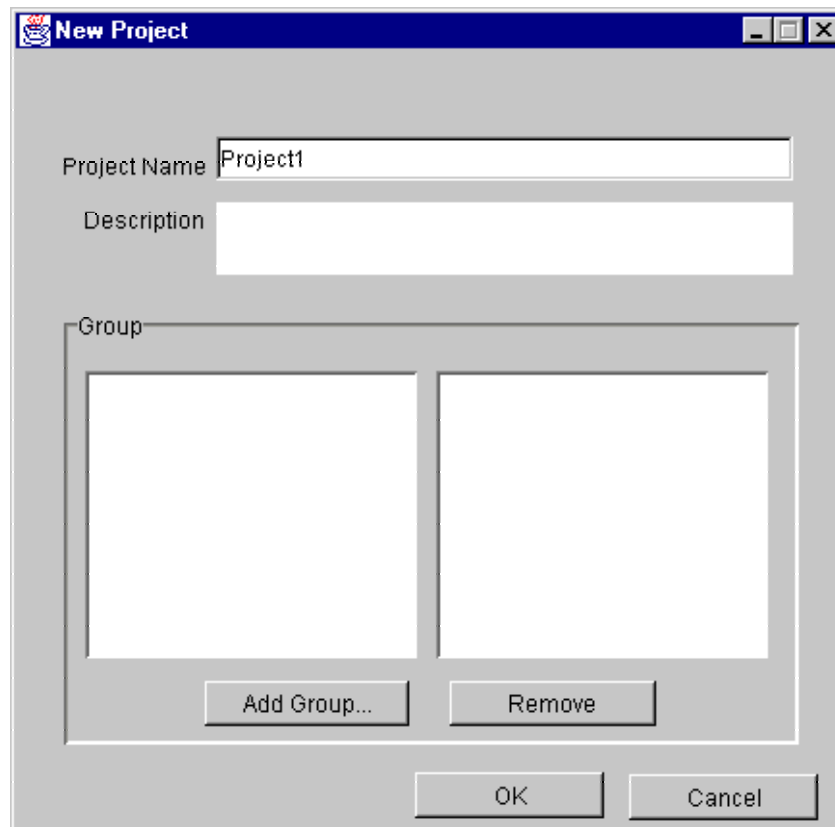 New Project
Project Name Project1
Description
Group
Add Group... Remove
OK Cancel